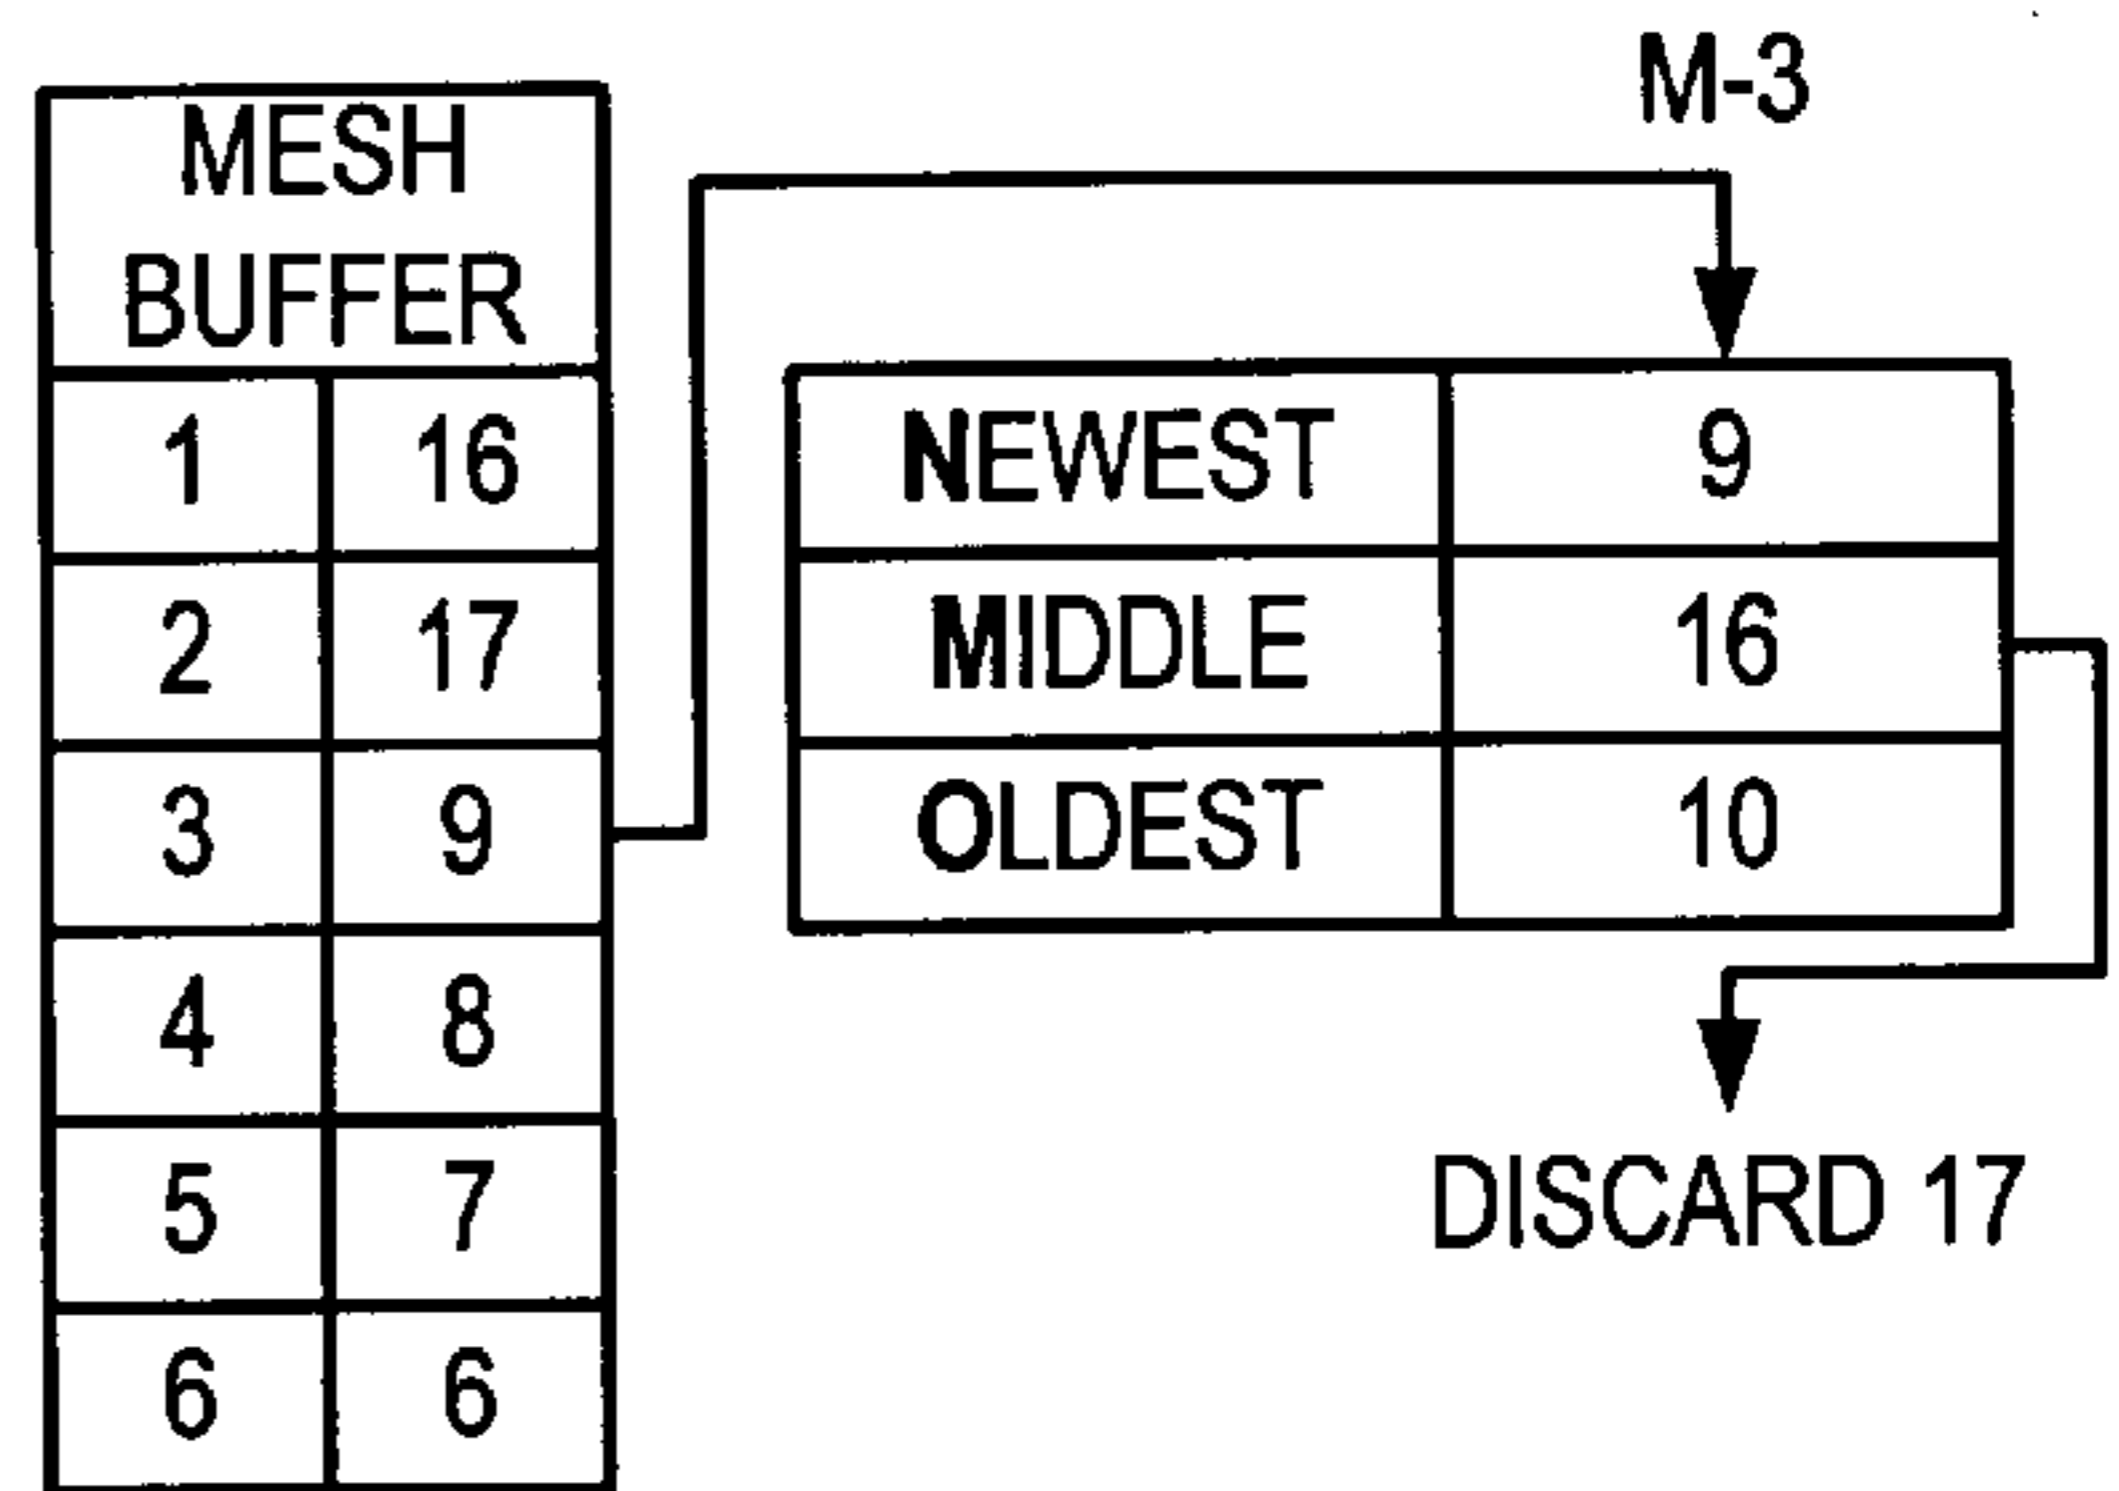 MESH
BUFFER
1 16
2 17
3 9
4 8
5 7
6 6
M-3
NEWEST 9
MIDDLE 16
OLDEST 10
DISCARD 17